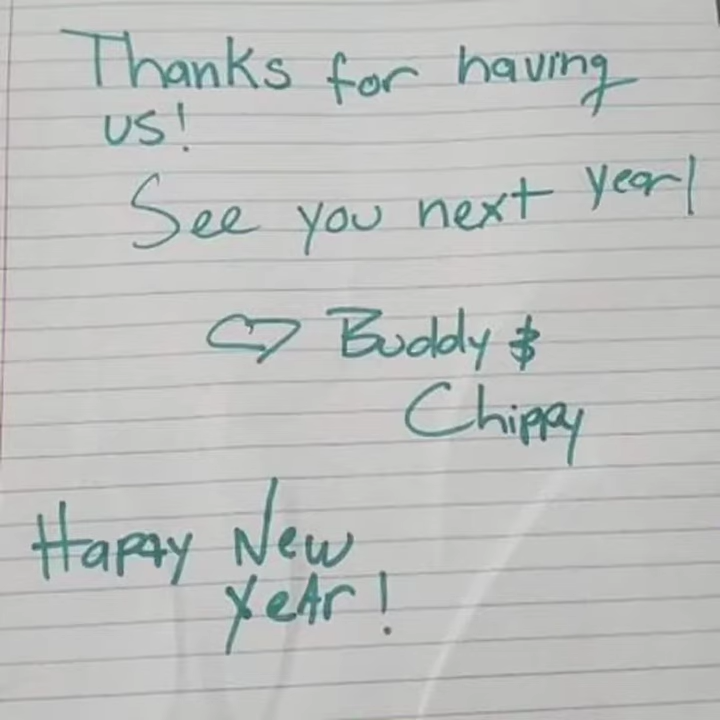 Thanks for having
us!
See you next year!
♡ Buddy &
Chippy
Happy New
Year!